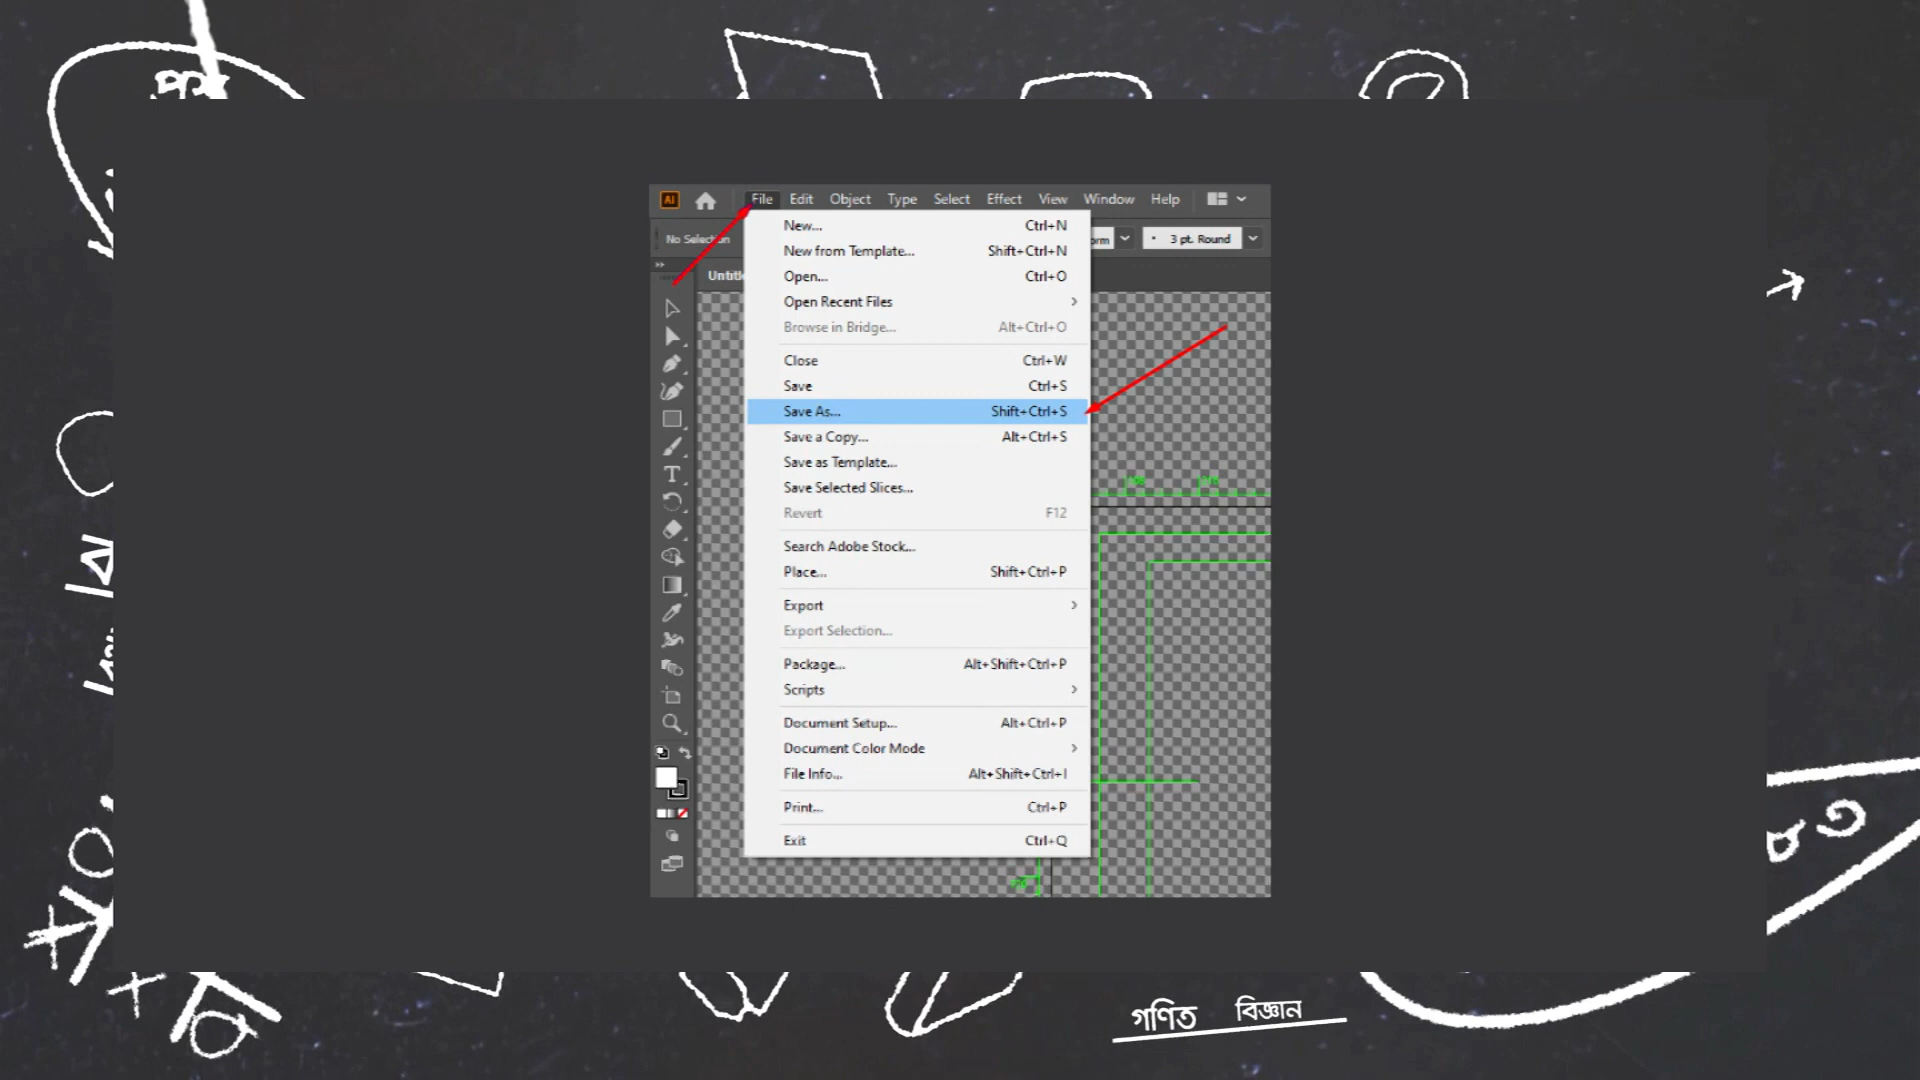 Ai File Edit Object Type Select Effect View Window Help
No Selection 3 pt. Round
New... Ctrl+N
New from Template... Shift+Ctrl+N
Open... Ctrl+O
Open Recent Files
Browse in Bridge... Alt+Ctrl+O
Close Ctrl+W
Save Ctrl+S
Save As... Shift+Ctrl+S
Save a Copy... Alt+Ctrl+S
Save as Template...
Save Selected Slices...
Revert F12
Search Adobe Stock...
Place... Shift+Ctrl+P
Export
Export Selection...
Package... Alt+Shift+Ctrl+P
Scripts
Document Setup... Alt+Ctrl+P
Document Color Mode
File Info... Alt+Shift+Ctrl+I
Print... Ctrl+P
Exit Ctrl+Q
গণিত বিজ্ঞান